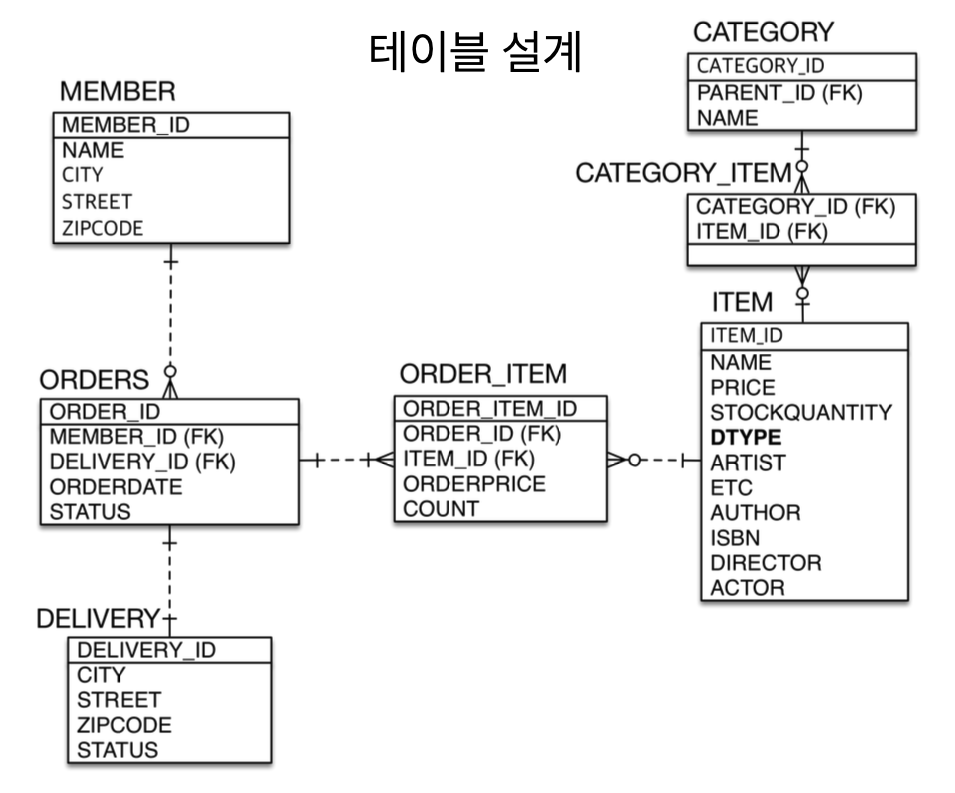 테이블 설계
CATEGORY
CATEGORY_ID
PARENT_ID (FK)
NAME
MEMBER
MEMBER_ID
NAME
CITY
STREET
ZIPCODE
CATEGORY_ITEM
CATEGORY_ID (FK)
ITEM_ID (FK)
ITEM
ITEM_ID
NAME
PRICE
STOCKQUANTITY
DTYPE
ARTIST
ETC
AUTHOR
ISBN
DIRECTOR
ACTOR
ORDERS
ORDER_ID
MEMBER_ID (FK)
DELIVERY_ID (FK)
ORDERDATE
STATUS
ORDER_ITEM
ORDER_ITEM_ID
ORDER_ID (FK)
ITEM_ID (FK)
ORDERPRICE
COUNT
DELIVERY
DELIVERY_ID
CITY
STREET
ZIPCODE
STATUS